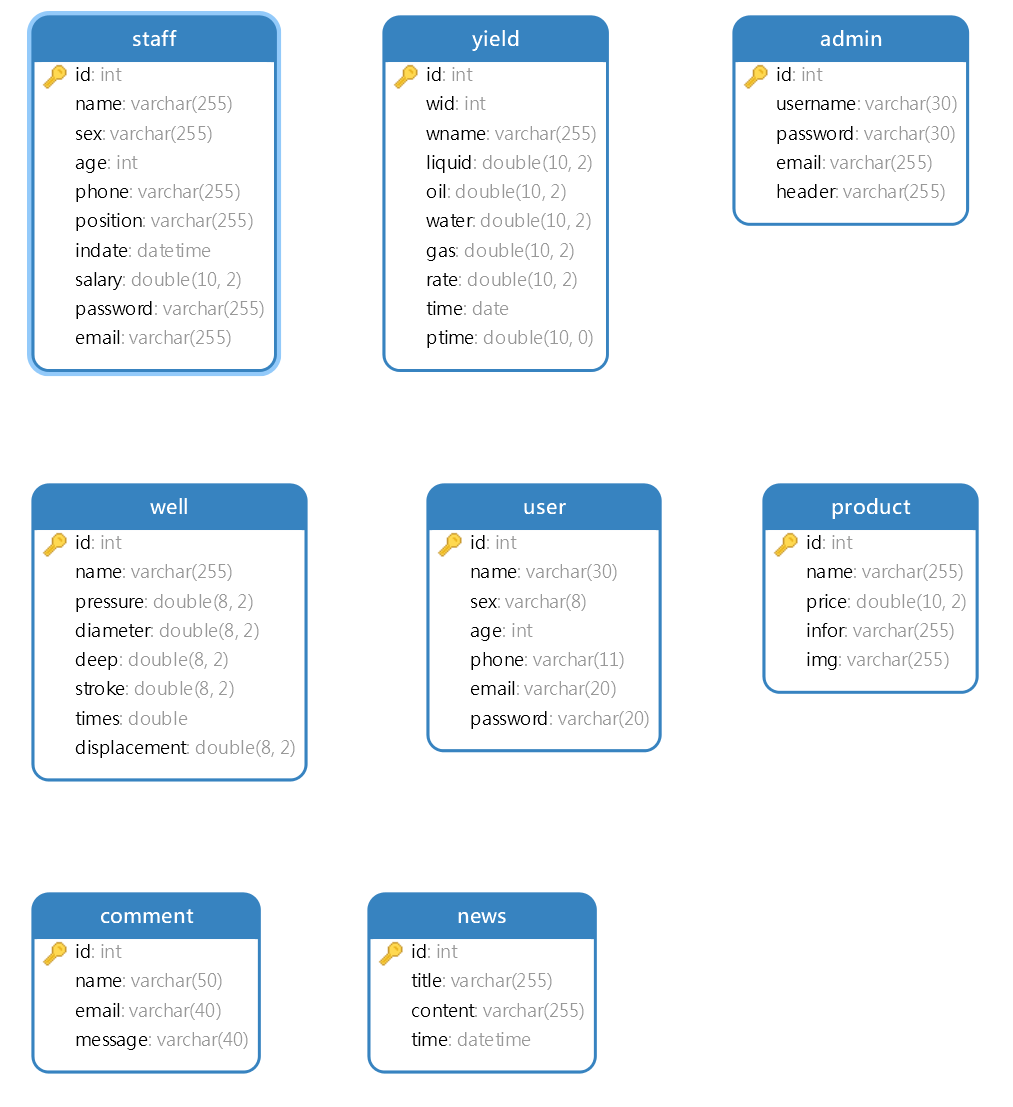 staff
id: int
name: varchar(255)
sex: varchar(255)
age: int
phone: varchar(255)
position: varchar(255)
indate: datetime
salary: double(10, 2)
password: varchar(255)
email: varchar(255)
yield
id: int
wid: int
wname: varchar(255)
liquid: double(10, 2)
oil: double(10, 2)
water: double(10, 2)
gas: double(10, 2)
rate: double(10, 2)
time: date
ptime: double(10, 0)
admin
id: int
username: varchar(30)
password: varchar(30)
email: varchar(255)
header: varchar(255)
well
id: int
name: varchar(255)
pressure: double(8, 2)
diameter: double(8, 2)
deep: double(8, 2)
stroke: double(8, 2)
times: double
displacement: double(8, 2)
user
id: int
name: varchar(30)
sex: varchar(8)
age: int
phone: varchar(11)
email: varchar(20)
password: varchar(20)
product
id: int
name: varchar(255)
price: double(10, 2)
infor: varchar(255)
img: varchar(255)
comment
id: int
name: varchar(50)
email: varchar(40)
message: varchar(40)
news
id: int
title: varchar(255)
content: varchar(255)
time: datetime